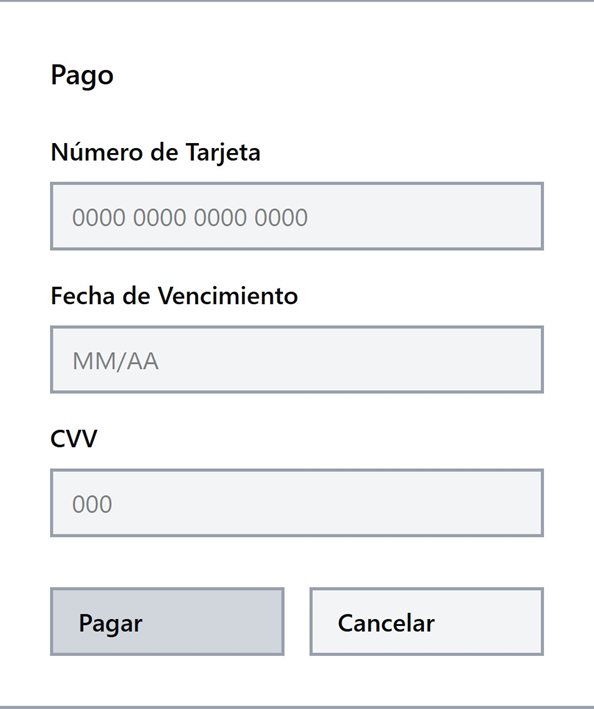 Pago
Número de Tarjeta
0000 0000 0000 0000
Fecha de Vencimiento
MM/AA
CVV
000
Pagar Cancelar